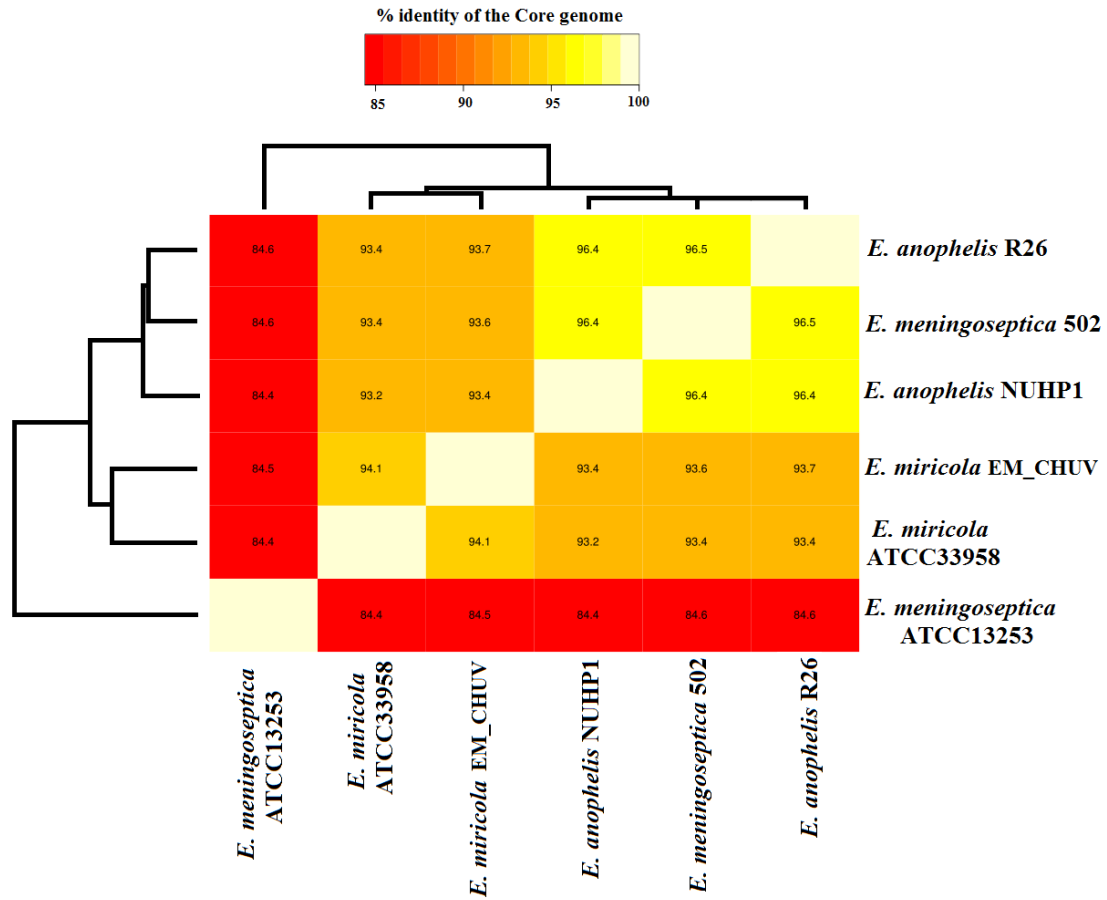 % identity of the Core genome
85 90 95 100
84.6 93.4 93.7 96.4 96.5 E. anophelis R26
84.6 93.4 93.6 96.4 96.5 E. meningoseptica 502
84.4 93.2 93.4 96.4 96.4 E. anophelis NUHP1
84.5 94.1 93.4 93.6 93.7 E. miricola EM_CHUV
84.4 94.1 93.2 93.4 93.4 E. miricola
ATCC33958
84.4 84.5 84.4 84.6 84.6 E. meningoseptica
ATCC13253
E. meningoseptica
ATCC13253
E. miricola
ATCC33958
E. miricola EM_CHUV
E. anophelis NUHP1
E. meningoseptica 502
E. anophelis R26